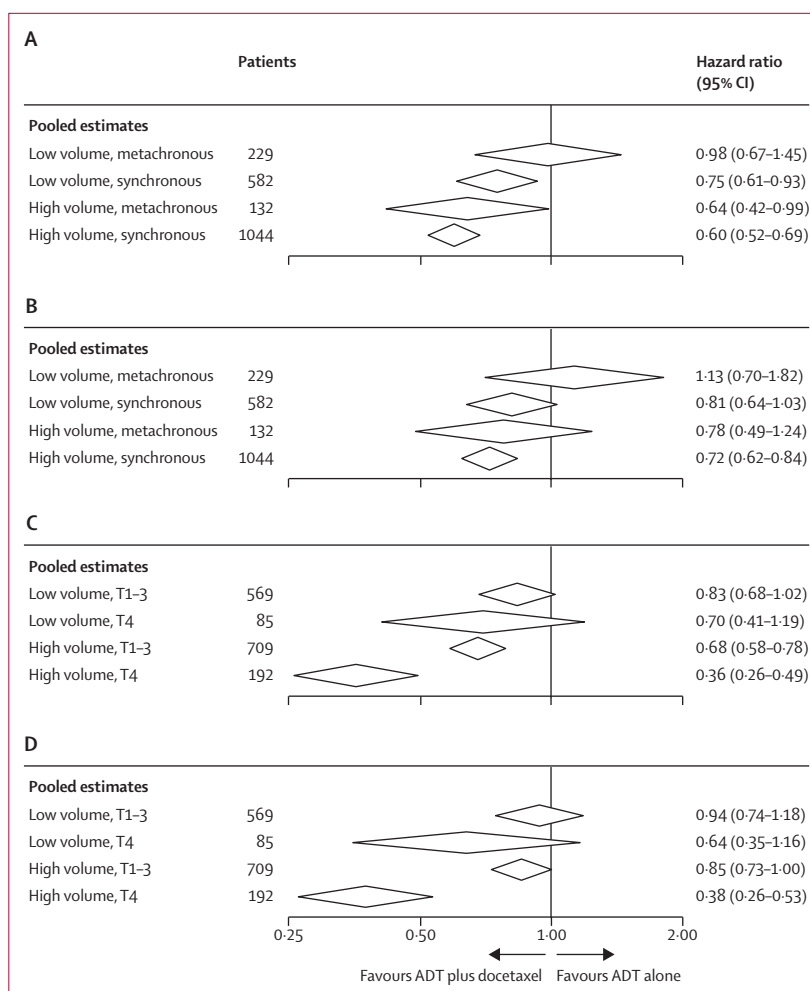 A
Patients Hazard ratio
(95% CI)
Pooled estimates
Low volume, metachronous 229 0·98 (0·67–1·45)
Low volume, synchronous 582 0·75 (0·61–0·93)
High volume, metachronous 132 0·64 (0·42–0·99)
High volume, synchronous 1044 0·60 (0·52–0·69)
B
Pooled estimates
Low volume, metachronous 229 1·13 (0·70–1·82)
Low volume, synchronous 582 0·81 (0·64–1·03)
High volume, metachronous 132 0·78 (0·49–1·24)
High volume, synchronous 1044 0·72 (0·62–0·84)
C
Pooled estimates
Low volume, T1–3 569 0·83 (0·68–1·02)
Low volume, T4 85 0·70 (0·41–1·19)
High volume, T1–3 709 0·68 (0·58–0·78)
High volume, T4 192 0·36 (0·26–0·49)
D
Pooled estimates
Low volume, T1–3 569 0·94 (0·74–1·18)
Low volume, T4 85 0·64 (0·35–1·16)
High volume, T1–3 709 0·85 (0·73–1·00)
High volume, T4 192 0·38 (0·26–0·53)
0·25 0·50 1·00 2·00
Favours ADT plus docetaxel Favours ADT alone